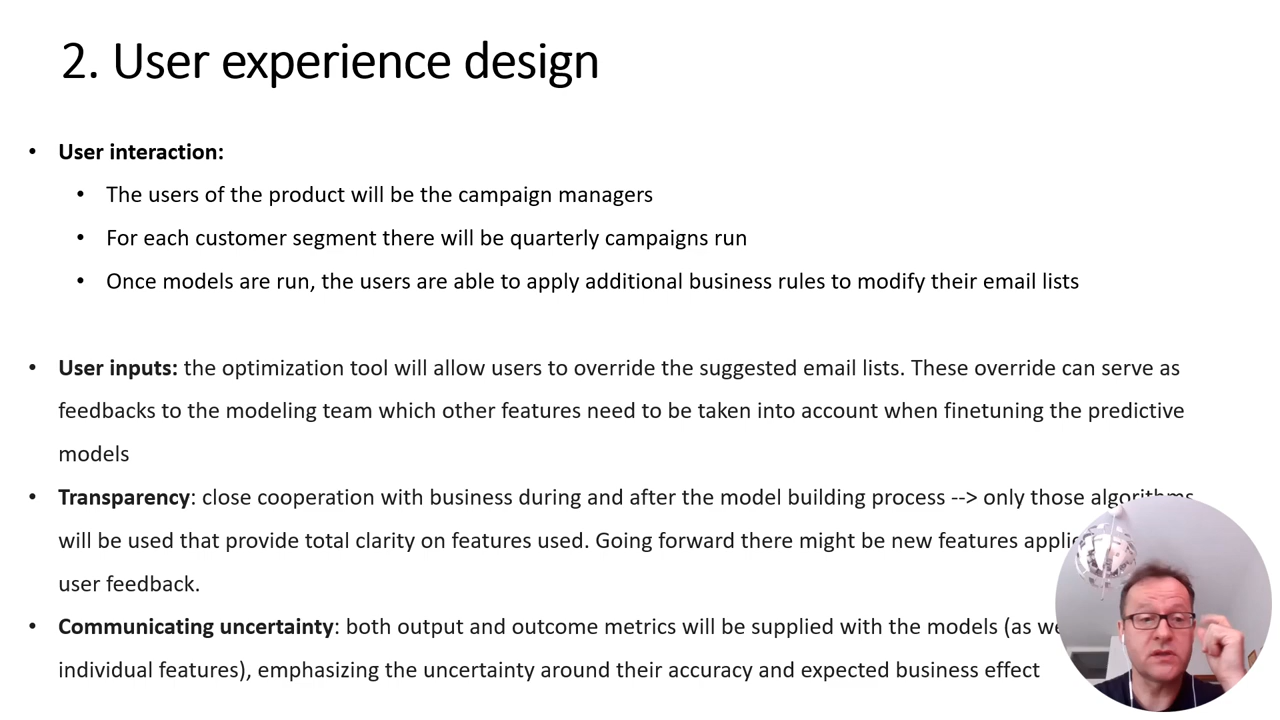 2. User experience design
• User interaction:
• The users of the product will be the campaign managers
• For each customer segment there will be quarterly campaigns run
• Once models are run, the users are able to apply additional business rules to modify their email lists
• User inputs: the optimization tool will allow users to override the suggested email lists. These override can serve as
feedbacks to the modeling team which other features need to be taken into account when finetuning the predictive
models
• Transparency: close cooperation with business during and after the model building process --> only those algorithms
will be used that provide total clarity on features used. Going forward there might be new features
user feedback.
• Communicating uncertainty: both output and outcome metrics will be supplied with the models (as
individual features), emphasizing the uncertainty around their accuracy and expected business effect